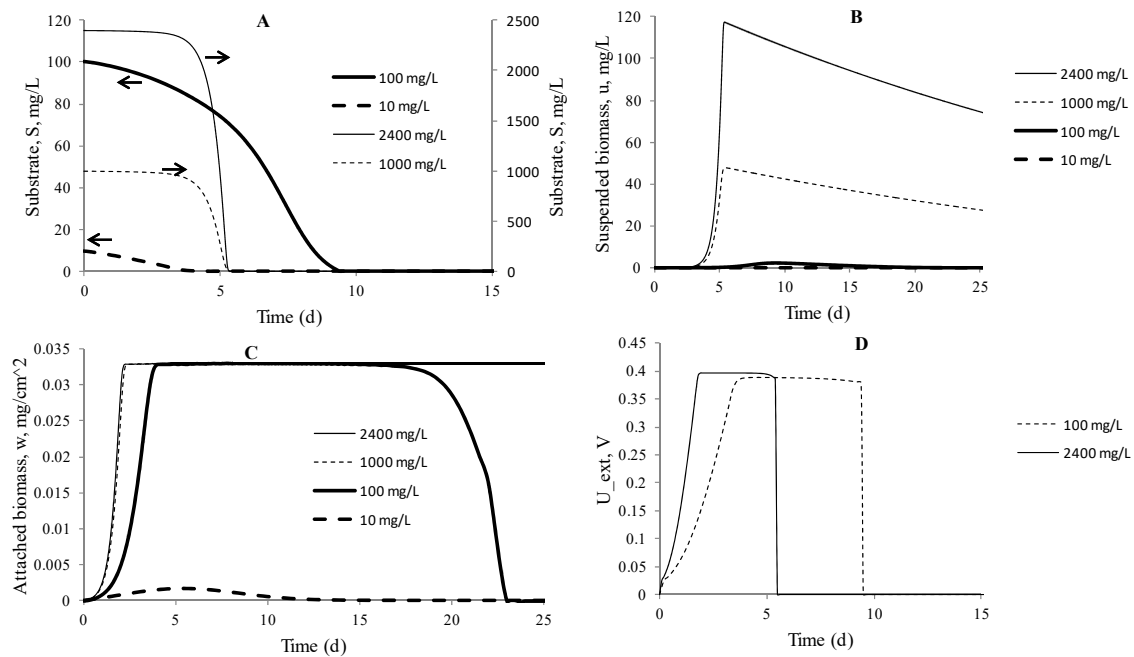 A
Substrate, S, mg/L
120
100
80
60
40
20
0
2500
2000
1500
1000
500
0
Substrate, S, mg/L
100 mg/L
10 mg/L
2400 mg/L
1000 mg/L
0 5 10 15
Time (d)
B
Suspended biomass, u, mg/L
120
100
80
60
40
20
0
2400 mg/L
1000 mg/L
100 mg/L
10 mg/L
0 5 10 15 20 25
Time (d)
C
Attached biomass, w, mg/cm^2
0.035
0.03
0.025
0.02
0.015
0.01
0.005
0
2400 mg/L
1000 mg/L
100 mg/L
10 mg/L
0 5 10 15 20 25
Time (d)
D
U_ext, V
0.45
0.4
0.35
0.3
0.25
0.2
0.15
0.1
0.05
0
100 mg/L
2400 mg/L
0 5 10 15
Time (d)